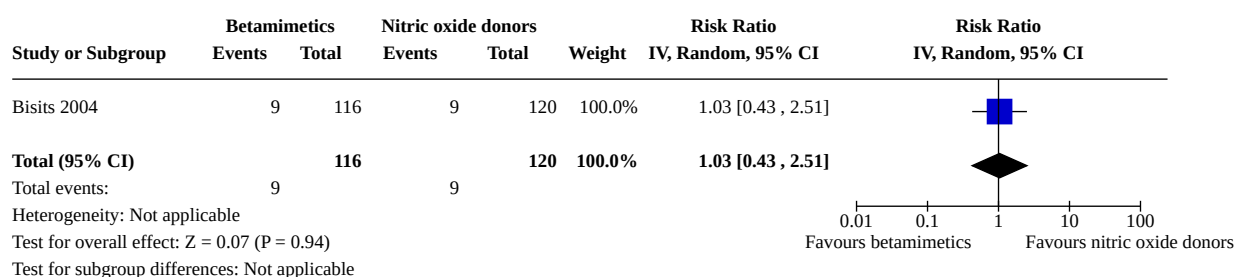 Betamimetics Nitric oxide donors Risk Ratio Risk Ratio
Study or Subgroup Events Total Events Total Weight IV, Random, 95% CI IV, Random, 95% CI
Bisits 2004 9 116 9 120 100.0% 1.03 [0.43 , 2.51]
Total (95% CI) 116 120 100.0% 1.03 [0.43 , 2.51]
Total events: 9 9
Heterogeneity: Not applicable
0.01 0.1 1 10 100
Test for overall effect: Z = 0.07 (P = 0.94) Favours betamimetics Favours nitric oxide donors
Test for subgroup differences: Not applicable